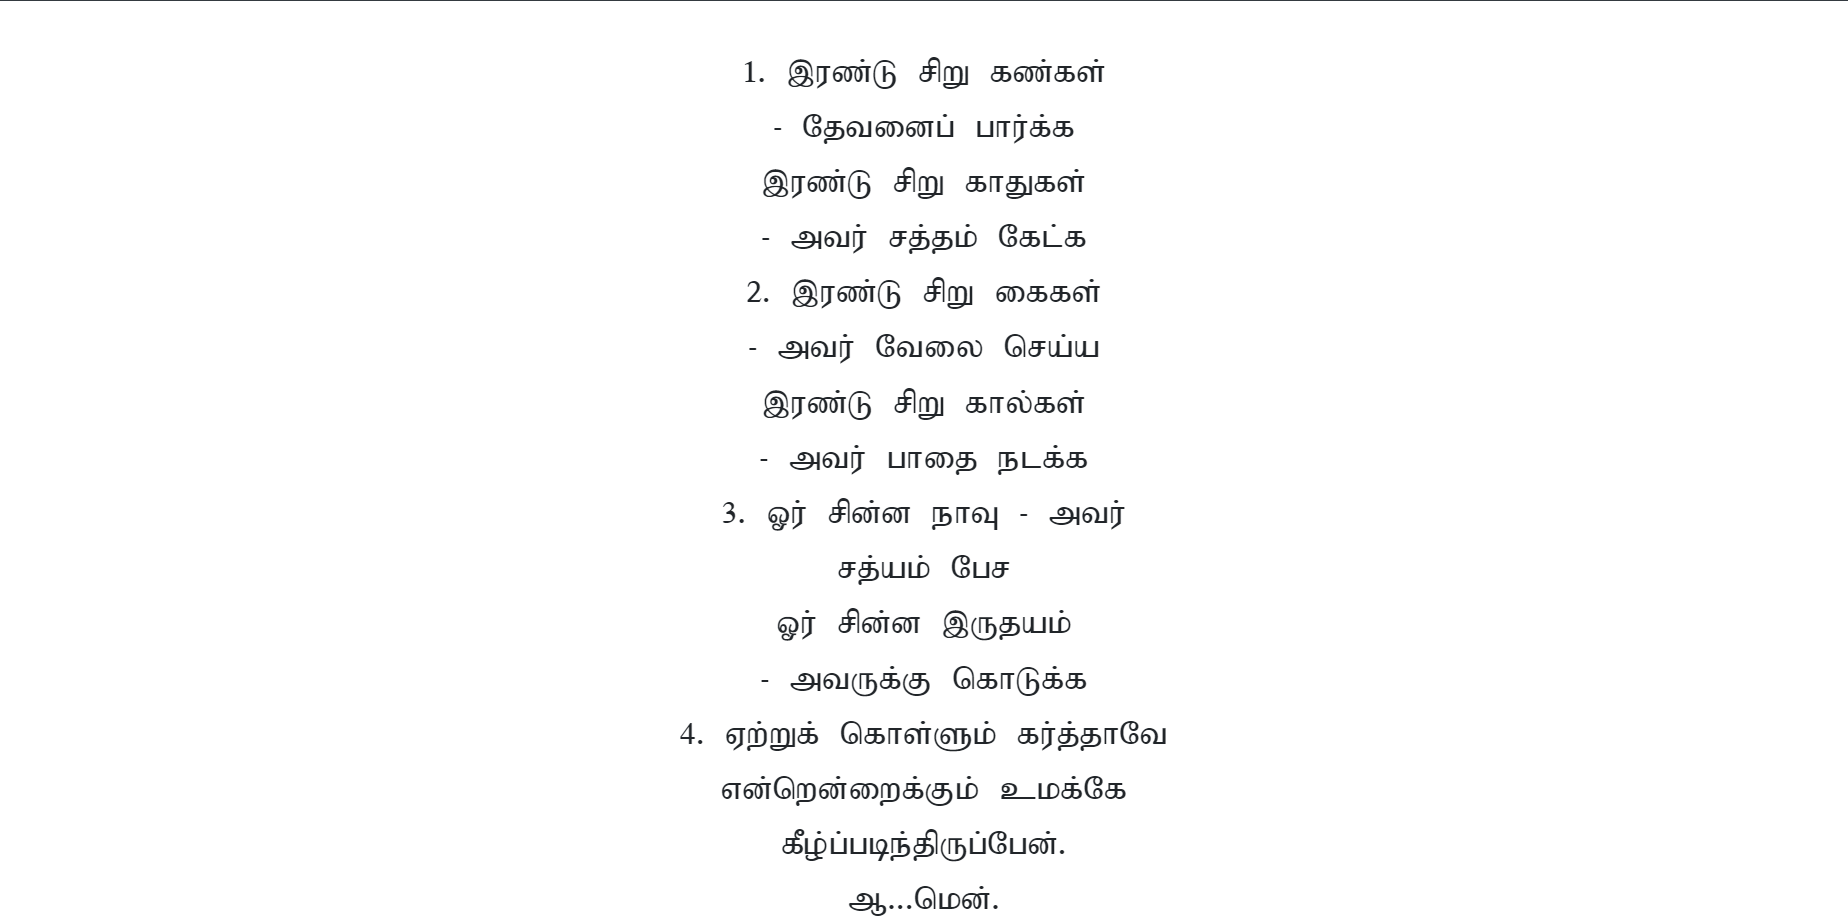 1. இரண்டு சிறு கண்கள்
- தேவனைப் பார்க்க
இரண்டு சிறு காதுகள்
- அவர் சத்தம் கேட்க
2. இரண்டு சிறு கைகள்
- அவர் வேலை செய்ய
இரண்டு சிறு கால்கள்
- அவர் பாதை நடக்க
3. ஓர் சின்ன நாவு - அவர்
சத்யம் பேச
ஓர் சின்ன இருதயம்
- அவருக்கு கொடுக்க
4. ஏற்றுக் கொள்ளும் கர்த்தாவே
என்றென்றைக்கும் உமக்கே
கீழ்ப்படிந்திருப்பேன்.
ஆ...மென்.